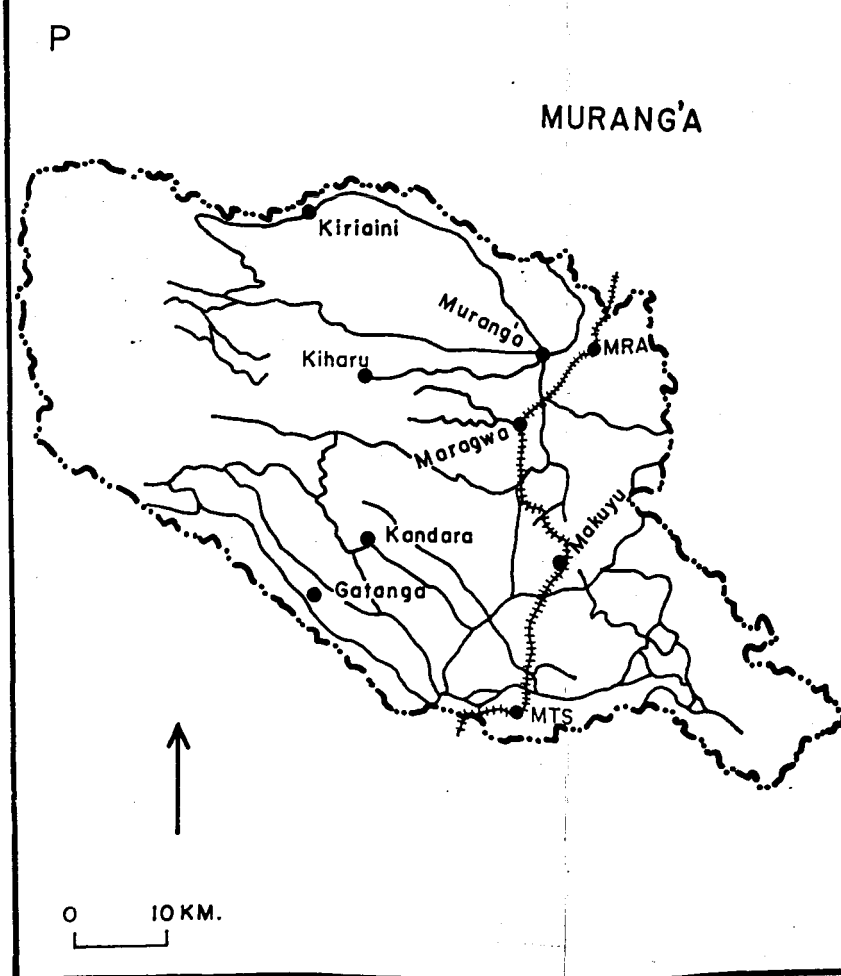 P
MURANG'A
Kiriaini
Murang'a
MRA
Kiharu
Maragwa
Makuyu
Kandara
Gatanga
MTS
0 10 KM.